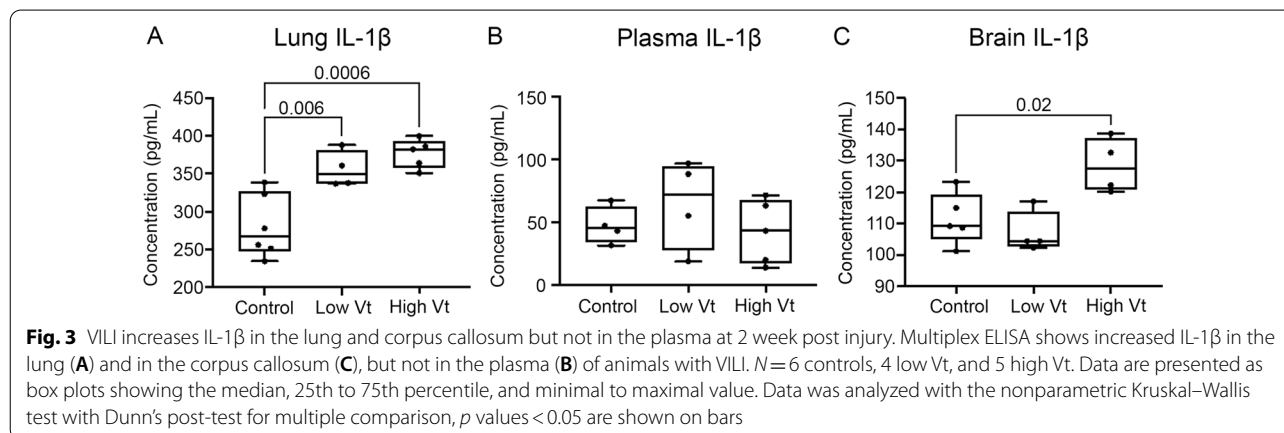 A Lung IL-1β B Plasma IL-1β C Brain IL-1β
0.0006
0.006
0.02
Concentration (pg/mL)
450
400
350
300
250
200
Control Low Vt High Vt
Concentration (pg/mL)
150
100
50
0
Control Low Vt High Vt
Concentration (pg/mL)
150
140
130
120
110
100
90
Control Low Vt High Vt
Fig. 3 VILI increases IL-1β in the lung and corpus callosum but not in the plasma at 2 week post injury. Multiplex ELISA shows increased IL-1β in the
lung (A) and in the corpus callosum (C), but not in the plasma (B) of animals with VILI. N = 6 controls, 4 low Vt, and 5 high Vt. Data are presented as
box plots showing the median, 25th to 75th percentile, and minimal to maximal value. Data was analyzed with the nonparametric Kruskal–Wallis
test with Dunn's post-test for multiple comparison, p values < 0.05 are shown on bars